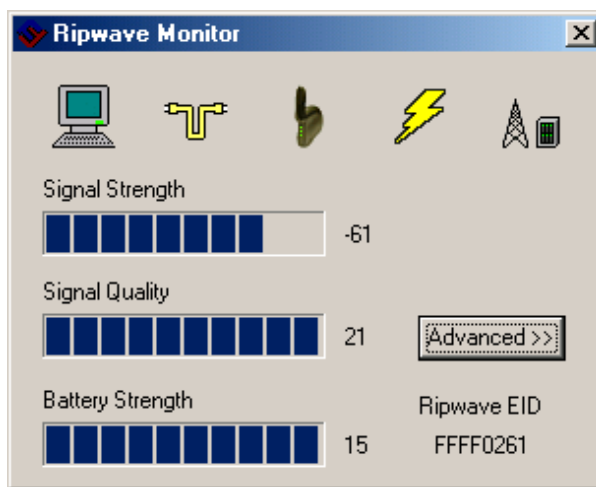 Ripwave Monitor
Signal Strength
-61
Signal Quality
21
Advanced >>
Battery Strength
15
Ripwave EID
FFFF0261